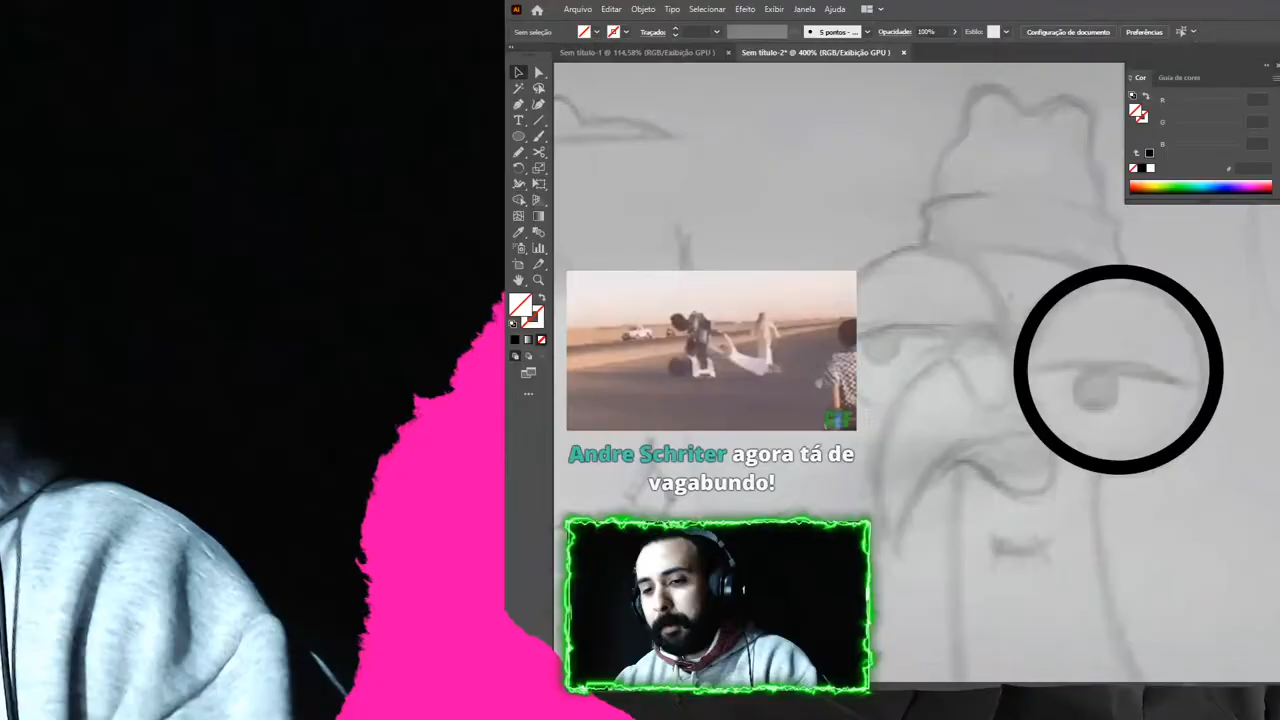 Ai Arquivo Editar Objeto Tipo Selecionar Efeito Exibir Janela Ajuda
Sem seleção Traçado: 5 pontos - ... Opacidade: 100% Estilo: Configuração de documento Preferências
Sem título-1 @ 114,58% (RGB/Exibição GPU) × Sem título-2* @ 400% (RGB/Exibição GPU) ×
Cor Guia de cores
R
G
B
#
Andre Schriter agora tá de
vagabundo!